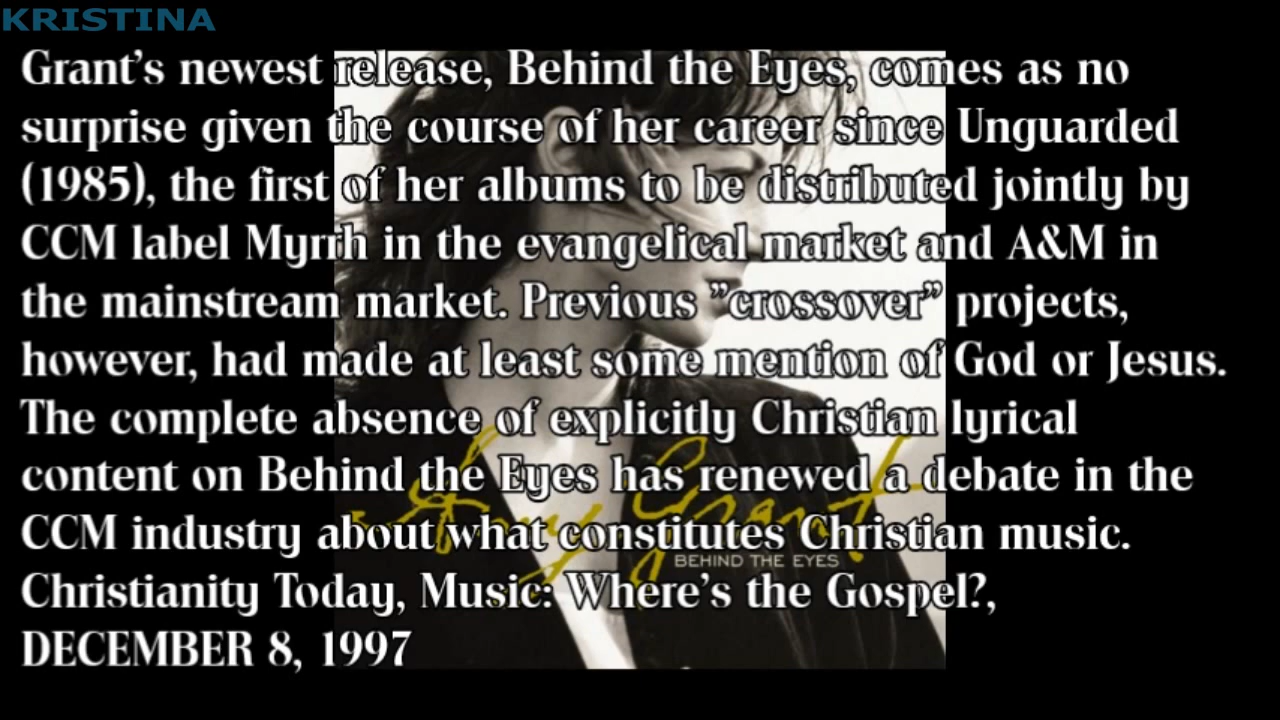 KRISTINA
Grant's newest release, Behind the Eyes, comes as no
surprise given the course of her career since Unguarded
(1985), the first of her albums to be distributed jointly by
CCM label Myrrh in the evangelical market and A&M in
the mainstream market. Previous "crossover" projects,
however, had made at least some mention of God or Jesus.
The complete absence of explicitly Christian lyrical
content on Behind the Eyes has renewed a debate in the
CCM industry about what constitutes Christian music.
Christianity Today, Music: Where's the Gospel?,
DECEMBER 8, 1997
Amy Grant
BEHIND THE EYES